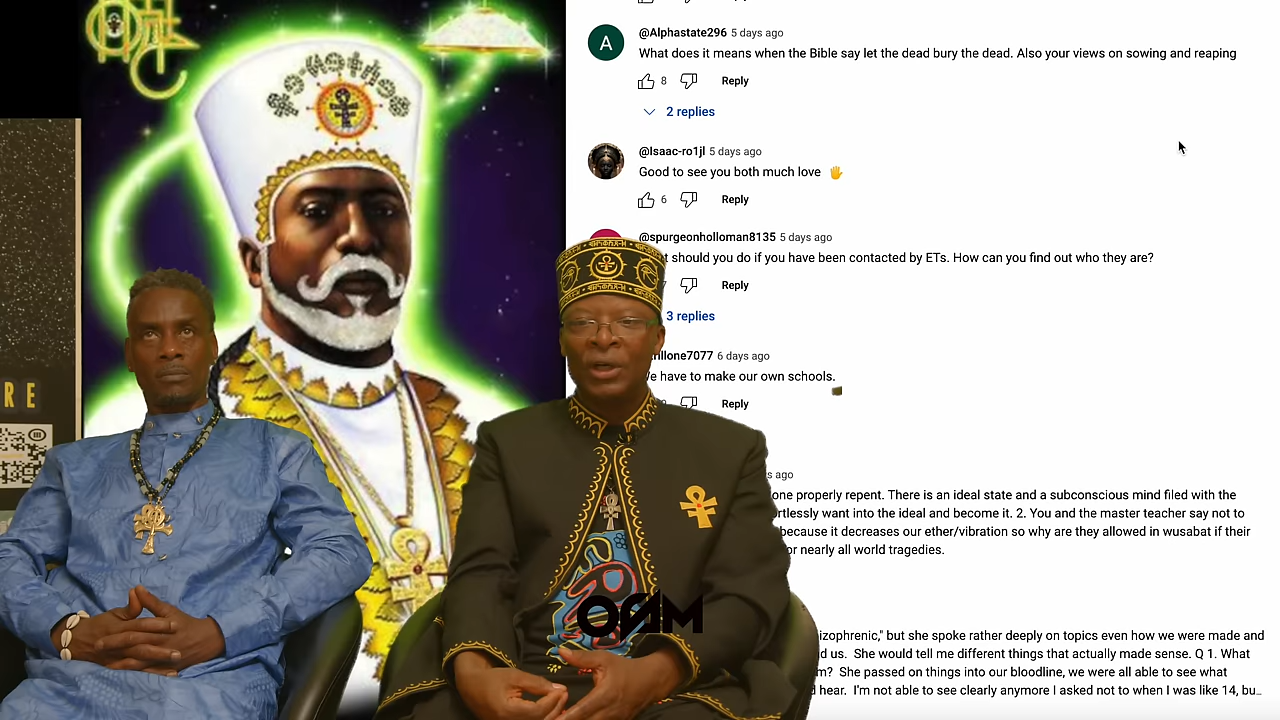 @Alphastate296 5 days ago
What does it means when the Bible say let the dead bury the dead. Also your views on sowing and reaping
8 Reply
2 replies
@Isaac-ro1jl 5 days ago
Good to see you both much love 🖐
6 Reply
@spurgeonholloman8135 5 days ago
should you do if you have been contacted by ETs. How can you find out who they are?
Reply
3 replies
6 days ago
have to make our own schools.
Reply
ago
one properly repent. There is an ideal state and a subconscious mind filed with the
want into the ideal and become it. 2. You and the master teacher say not to
because it decreases our ether/vibration so why are they allowed in wusabat if their
nearly all world tragedies.
but she spoke rather deeply on topics even how we were made and
us. She would tell me different things that actually made sense. Q 1. What
She passed on things into our bloodline, we were all able to see what
hear. I'm not able to see clearly anymore I asked not to when I was like 14, bu...
RE
OFAM